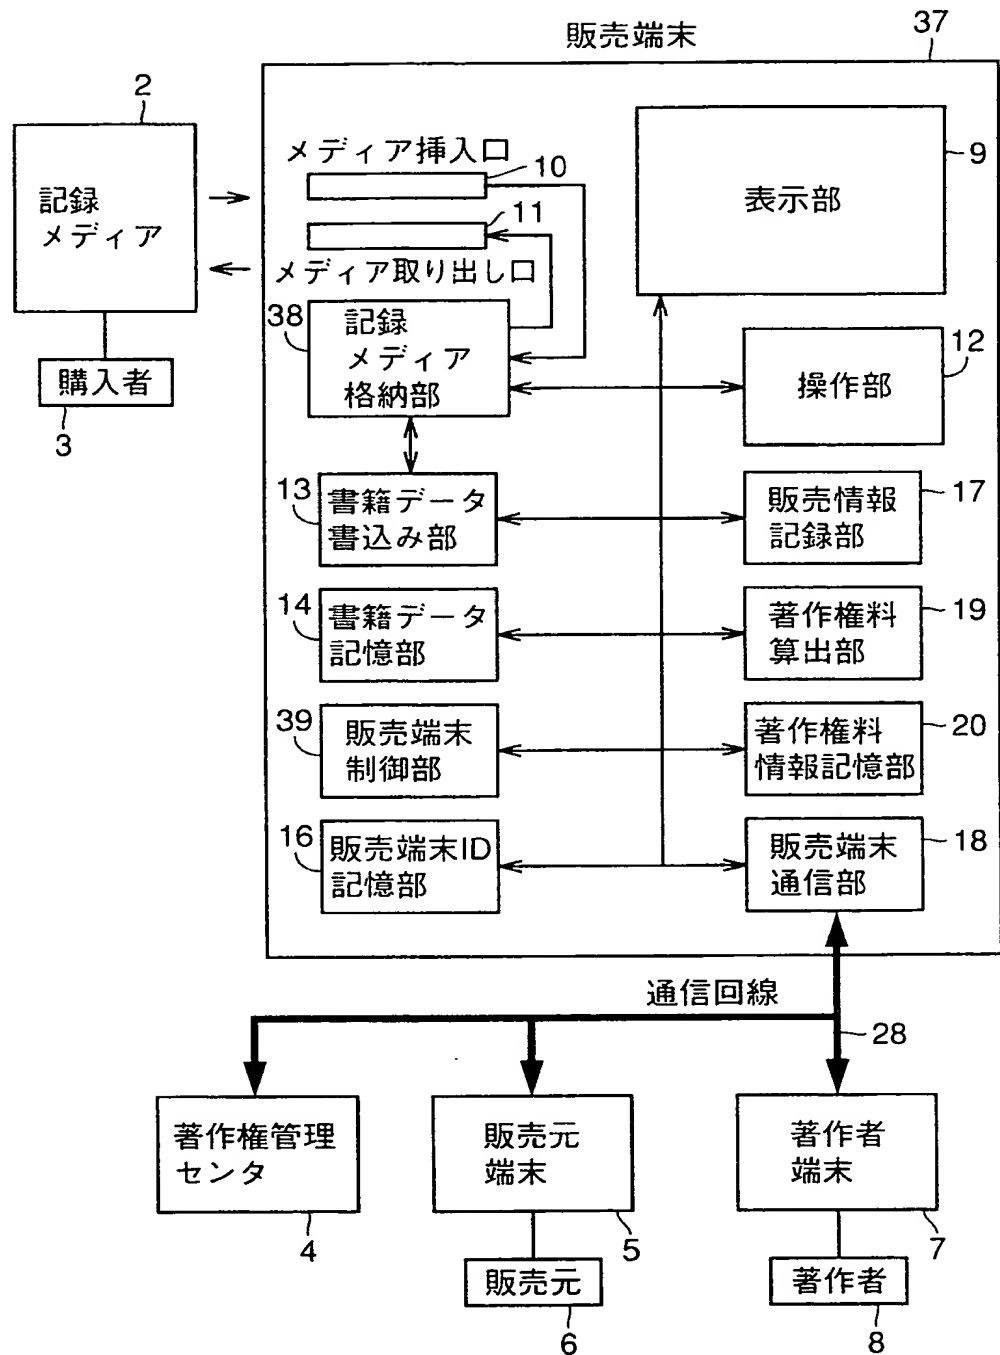 販売端末
37
2
記録
メディア
購入者
3
メディア挿入口
10
11
メディア取り出し口
38
記録
メディア
格納部
9
表示部
12
操作部
13
書籍データ
書込み部
17
販売情報
記録部
14
書籍データ
記憶部
19
著作権料
算出部
39
販売端末
制御部
20
著作権料
情報記憶部
16
販売端末ID
記憶部
18
販売端末
通信部
通信回線
28
著作権管理
センタ
4
販売元
端末
5
販売元
6
著作者
端末
7
著作者
8